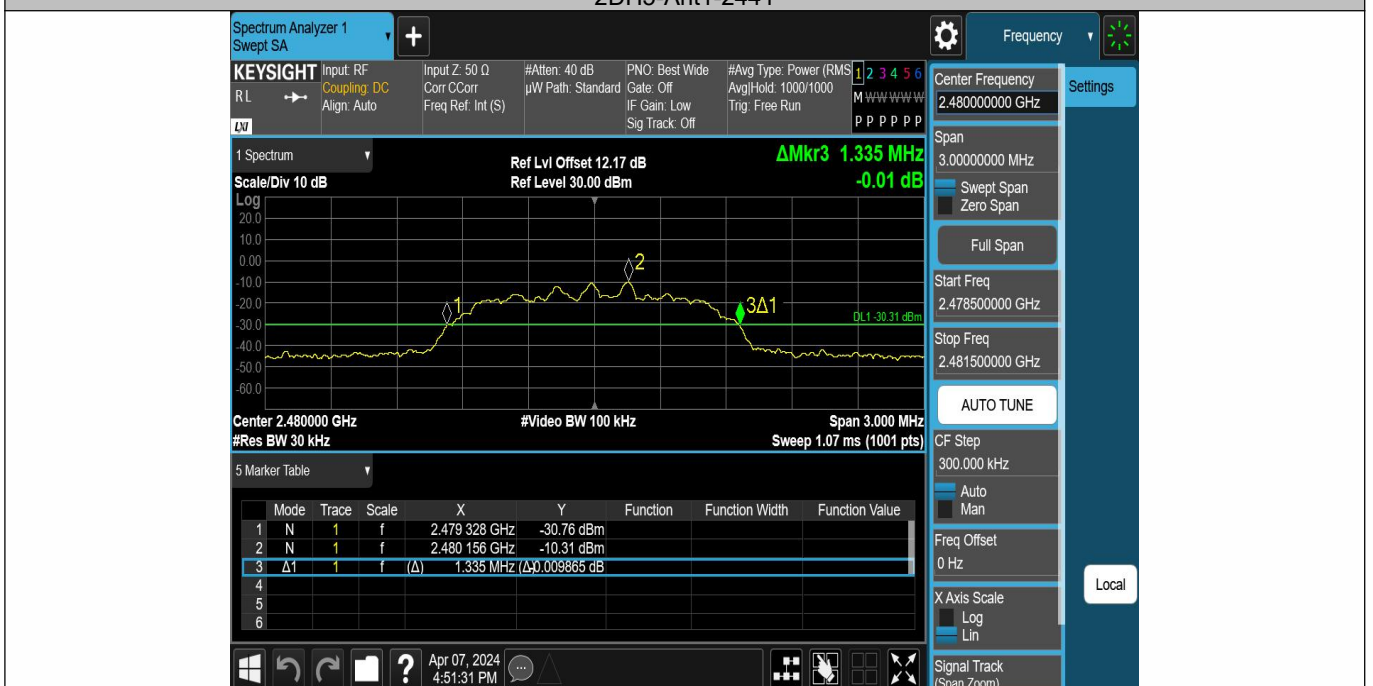 2DH5-Ant1-2441
Spectrum Analyzer 1
Swept SA
Frequency
KEYSIGHT
RL
LXI
Input: RF
Coupling: DC
Align: Auto
Input Z: 50 Ω
Corr CCorr
Freq Ref: Int (S)
#Atten: 40 dB
µW Path: Standard
PNO: Best Wide
Gate: Off
IF Gain: Low
Sig Track: Off
#Avg Type: Power (RMS
Avg|Hold: 1000/1000
Trig: Free Run
1 2 3 4 5 6
M W W W W W
P P P P P P
Center Frequency
2.480000000 GHz
Settings
Span
3.00000000 MHz
Swept Span
Zero Span
Full Span
Start Freq
2.478500000 GHz
Stop Freq
2.481500000 GHz
AUTO TUNE
CF Step
300.000 kHz
Auto
Man
Freq Offset
0 Hz
X Axis Scale
Log
Lin
Signal Track
(Span Zoom)
Local
1 Spectrum
Scale/Div 10 dB
Ref Lvl Offset 12.17 dB
Ref Level 30.00 dBm
ΔMkr3 1.335 MHz
-0.01 dB
Log
20.0
10.0
0.00
-10.0
-20.0
-30.0
-40.0
-50.0
-60.0
1
2
3Δ1
DL1 -30.31 dBm
Center 2.480000 GHz
#Video BW 100 kHz
Span 3.000 MHz
#Res BW 30 kHz
Sweep 1.07 ms (1001 pts)
5 Marker Table
Mode Trace Scale X Y Function Function Width Function Value
1 N 1 f 2.479 328 GHz -30.76 dBm
2 N 1 f 2.480 156 GHz -10.31 dBm
3 Δ1 1 f (Δ) 1.335 MHz (Δ) -0.009865 dB
4
5
6
?
Apr 07, 2024
4:51:31 PM